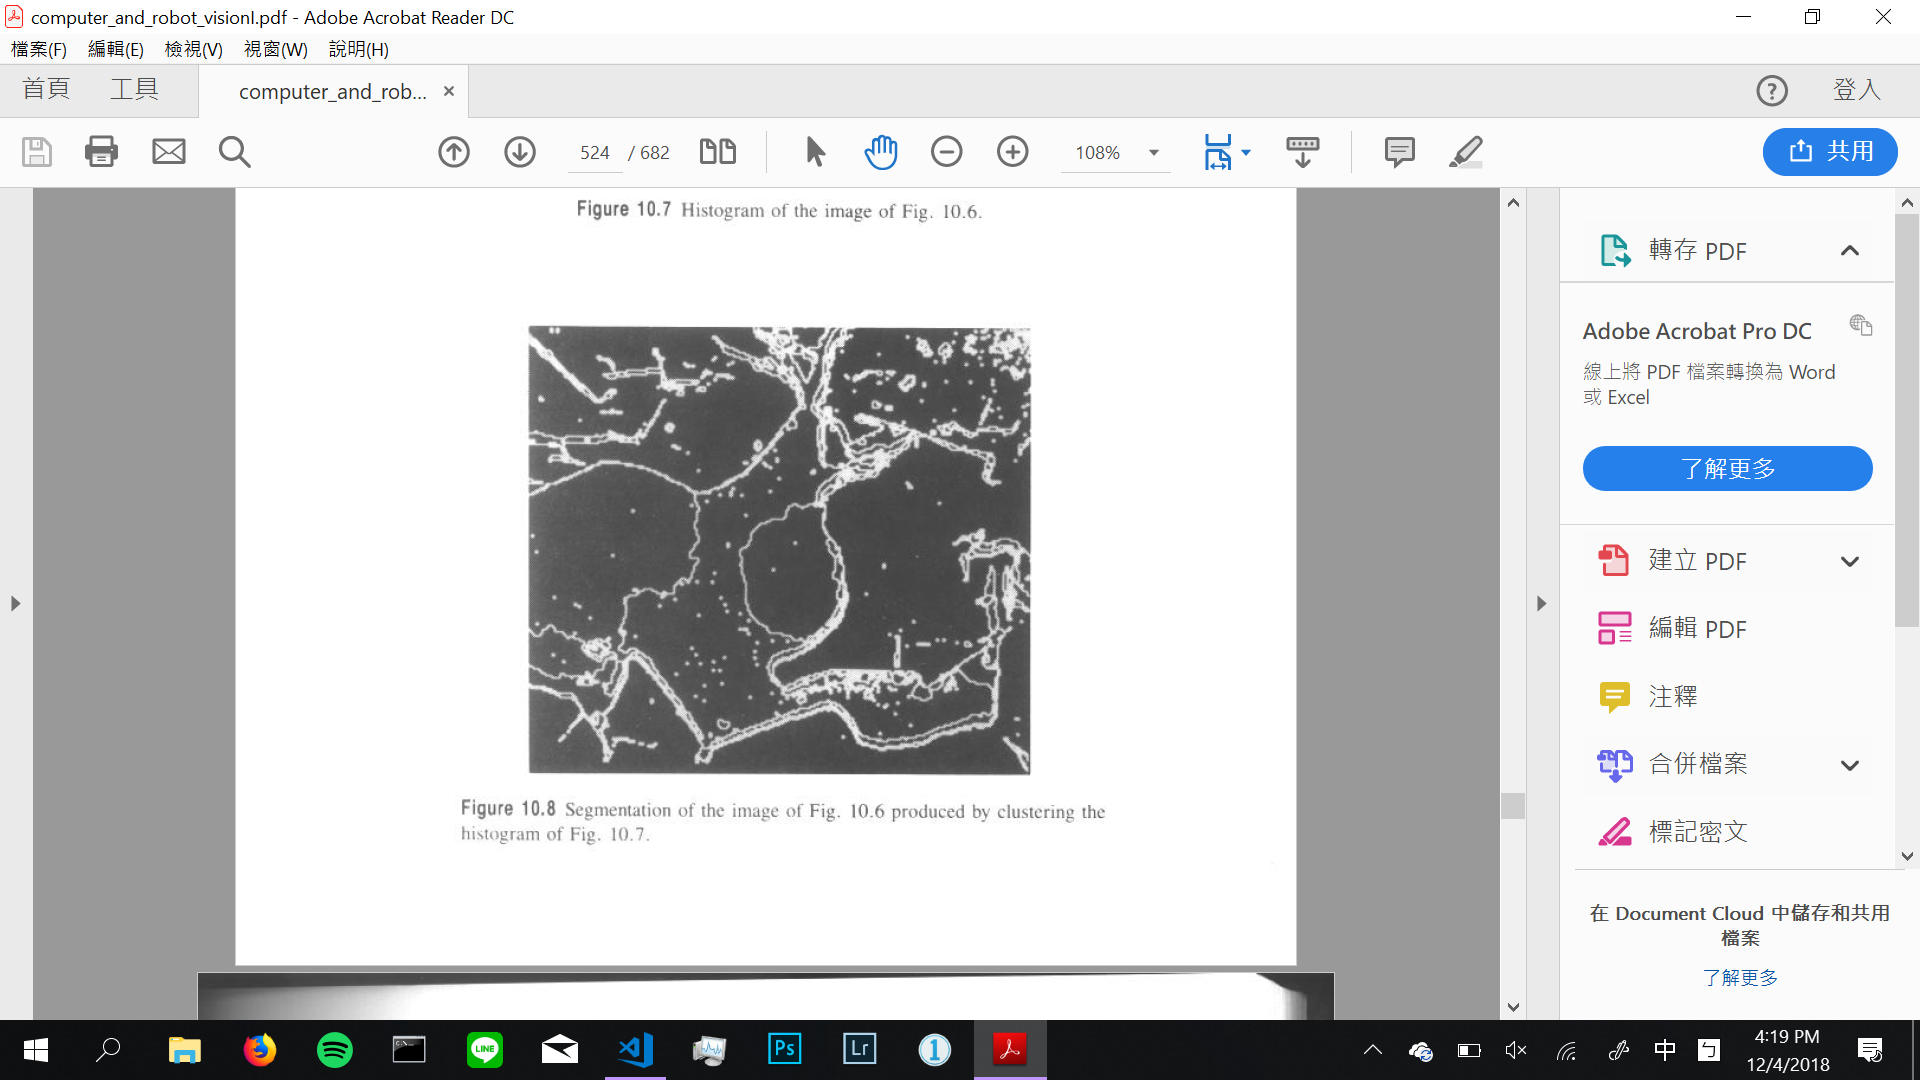 computer_and_robot_visionI.pdf - Adobe Acrobat Reader DC
檔案(F) 編輯(E) 檢視(V) 視窗(W) 說明(H)
首頁 工具 computer_and_rob... 登入
524 / 682 108% 共用
Figure 10.7 Histogram of the image of Fig. 10.6.
Figure 10.8 Segmentation of the image of Fig. 10.6 produced by clustering the
histogram of Fig. 10.7.
轉存 PDF
Adobe Acrobat Pro DC
線上將 PDF 檔案轉換為 Word
或 Excel
了解更多
建立 PDF
編輯 PDF
注釋
合併檔案
標記密文
在 Document Cloud 中儲存和共用
檔案
了解更多
LINE
Ps
Lr
1
中
ㄅ
4:19 PM
12/4/2018